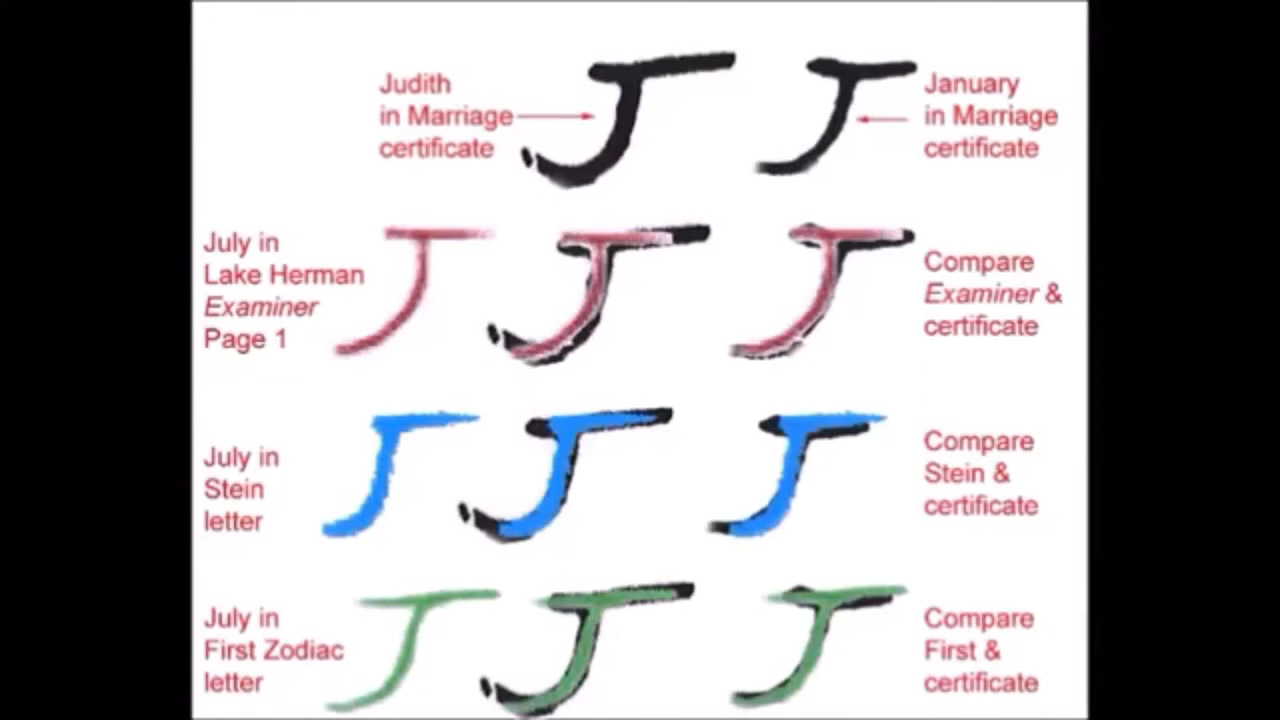 Judith
in Marriage
certificate
J
J
January
in Marriage
certificate
July in
Lake Herman
Examiner
Page 1
J
J
J
Compare
Examiner &
certificate
July in
Stein
letter
J
J
J
Compare
Stein &
certificate
July in
First Zodiac
letter
J
J
J
Compare
First &
certificate